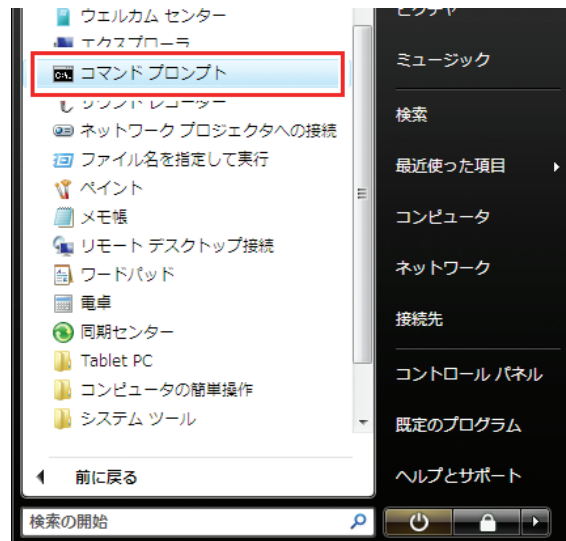 ウェルカム センター
エクスプローラ
コマンド プロンプト
サウンド レコーダー
ネットワーク プロジェクタへの接続
ファイル名を指定して実行
ペイント
メモ帳
リモート デスクトップ接続
ワードパッド
電卓
同期センター
Tablet PC
コンピュータの簡単操作
システム ツール
前に戻る
検索の開始
ピクチャ
ミュージック
検索
最近使った項目
コンピュータ
ネットワーク
接続先
コントロール パネル
既定のプログラム
ヘルプとサポート